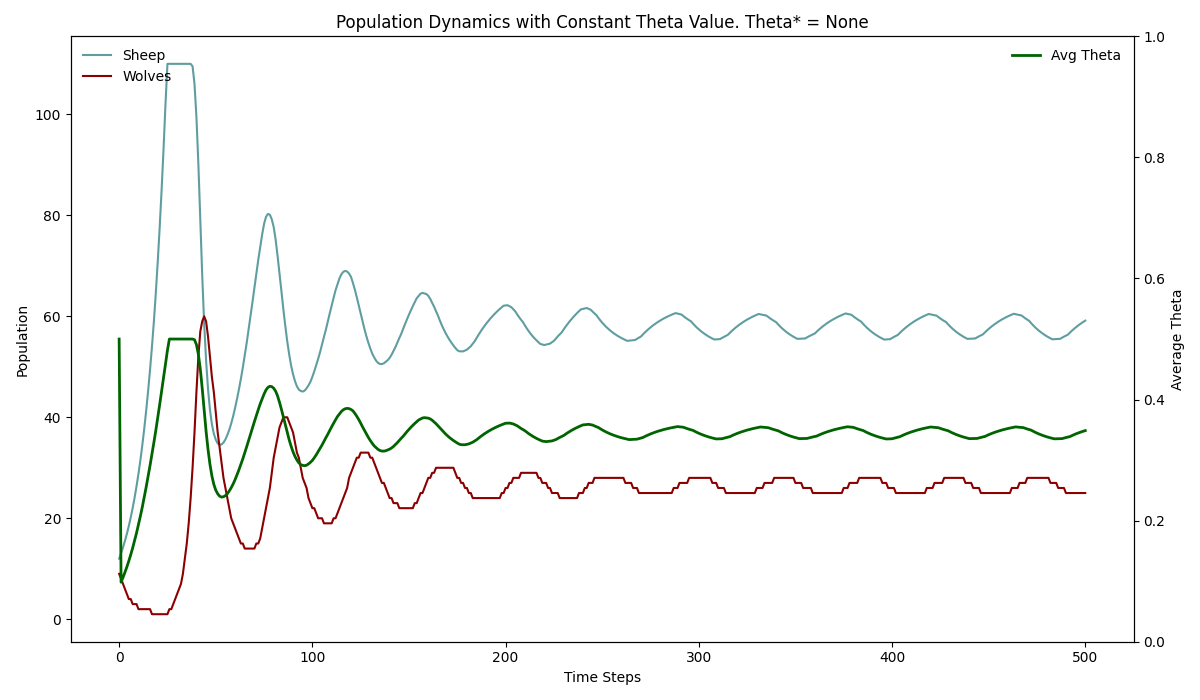 Population Dynamics with Constant Theta Value. Theta* = None
Sheep
Wolves
Avg Theta
Population
100
80
60
40
20
0
1.0
0.8
0.6
0.4
0.2
0.0
Average Theta
0 100 200 300 400 500
Time Steps